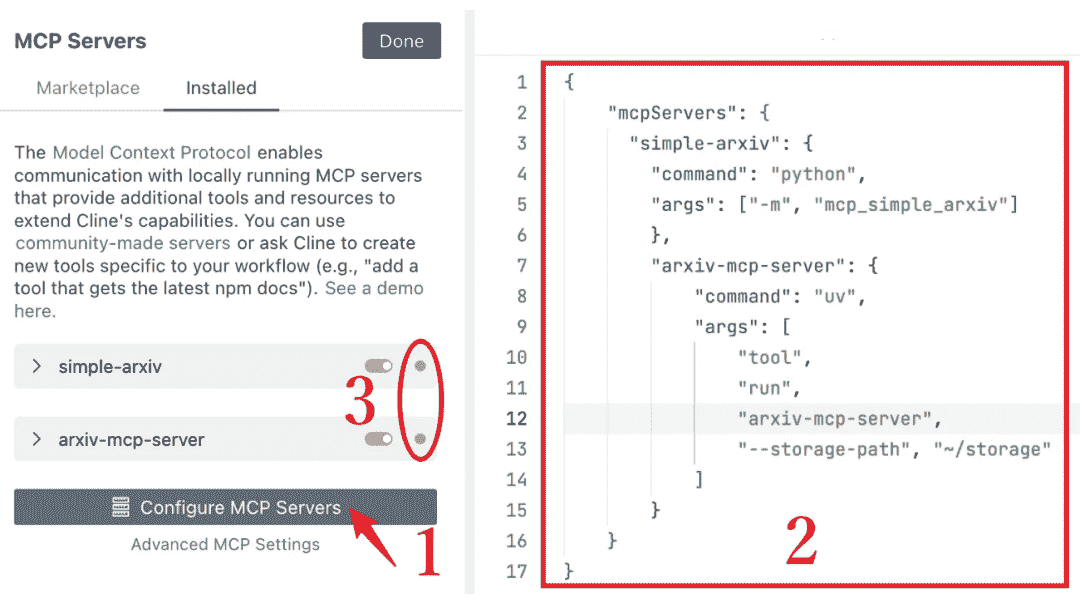 MCP Servers
Done
Marketplace
Installed
The Model Context Protocol enables
communication with locally running MCP servers
that provide additional tools and resources to
extend Cline's capabilities. You can use
community-made servers or ask Cline to create
new tools specific to your workflow (e.g., "add a
tool that gets the latest npm docs"). See a demo
here.
simple-arxiv
3
arxiv-mcp-server
Configure MCP Servers
1
Advanced MCP Settings
1 {
2 "mcpServers": {
3 "simple-arxiv": {
4 "command": "python",
5 "args": ["-m", "mcp_simple_arxiv"]
6 },
7 "arxiv-mcp-server": {
8 "command": "uv",
9 "args": [
10 "tool",
11 "run",
12 "arxiv-mcp-server",
13 "--storage-path", "~/storage"
14 ]
15 }
16 }
17 }
2